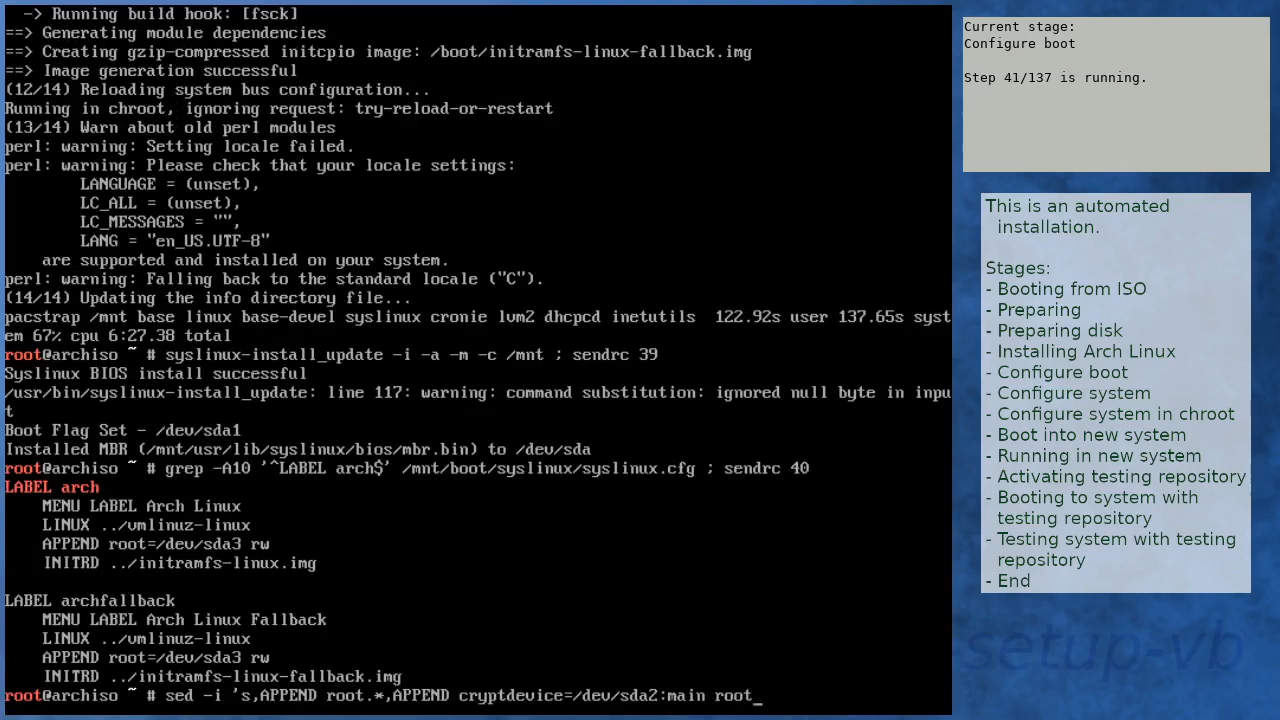 -> Running build hook: [fsck]
==> Generating module dependencies
==> Creating gzip-compressed initcpio image: /boot/initramfs-linux-fallback.img
==> Image generation successful
(12/14) Reloading system bus configuration...
Running in chroot, ignoring request: try-reload-or-restart
(13/14) Warn about old perl modules
perl: warning: Setting locale failed.
perl: warning: Please check that your locale settings:
LANGUAGE = (unset),
LC_ALL = (unset),
LC_MESSAGES = "",
LANG = "en_US.UTF-8"
are supported and installed on your system.
perl: warning: Falling back to the standard locale ("C").
(14/14) Updating the info directory file...
pacstrap /mnt base linux base-devel syslinux cronie lvm2 dhcpcd inetutils  122.92s user 137.65s syst
em 67% cpu 6:27.38 total
root@archiso ~ # syslinux-install_update -i -a -m -c /mnt ; sendrc 39
Syslinux BIOS install successful
/usr/bin/syslinux-install_update: line 117: warning: command substitution: ignored null byte in inpu
t
Boot Flag Set - /dev/sda1
Installed MBR (/mnt/usr/lib/syslinux/bios/mbr.bin) to /dev/sda
root@archiso ~ # grep -A10 '^LABEL arch$' /mnt/boot/syslinux/syslinux.cfg ; sendrc 40
LABEL arch
MENU LABEL Arch Linux
LINUX ../vmlinuz-linux
APPEND root=/dev/sda3 rw
INITRD ../initramfs-linux.img
LABEL archfallback
MENU LABEL Arch Linux Fallback
LINUX ../vmlinuz-linux
APPEND root=/dev/sda3 rw
INITRD ../initramfs-linux-fallback.img
root@archiso ~ # sed -i 's,APPEND root.*,APPEND cryptdevice=/dev/sda2:main root_
Current stage:
Configure boot
Step 41/137 is running.
This is an automated
installation.
Stages:
- Booting from ISO
- Preparing
- Preparing disk
- Installing Arch Linux
- Configure boot
- Configure system
- Configure system in chroot
- Boot into new system
- Running in new system
- Activating testing repository
- Booting to system with
testing repository
- Testing system with testing
repository
- End
setup-vb